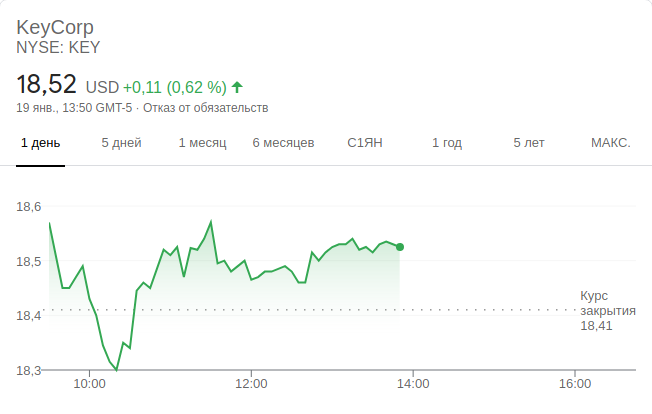 KeyCorp
NYSE: KEY
18,52 USD +0,11 (0,62 %)
19 янв., 13:50 GMT-5 · Отказ от обязательств
1 день 5 дней 1 месяц 6 месяцев С1ЯН 1 год 5 лет МАКС.
18,6
18,5
18,4
18,3
Курс
закрытия
18,41
10:00 12:00 14:00 16:00